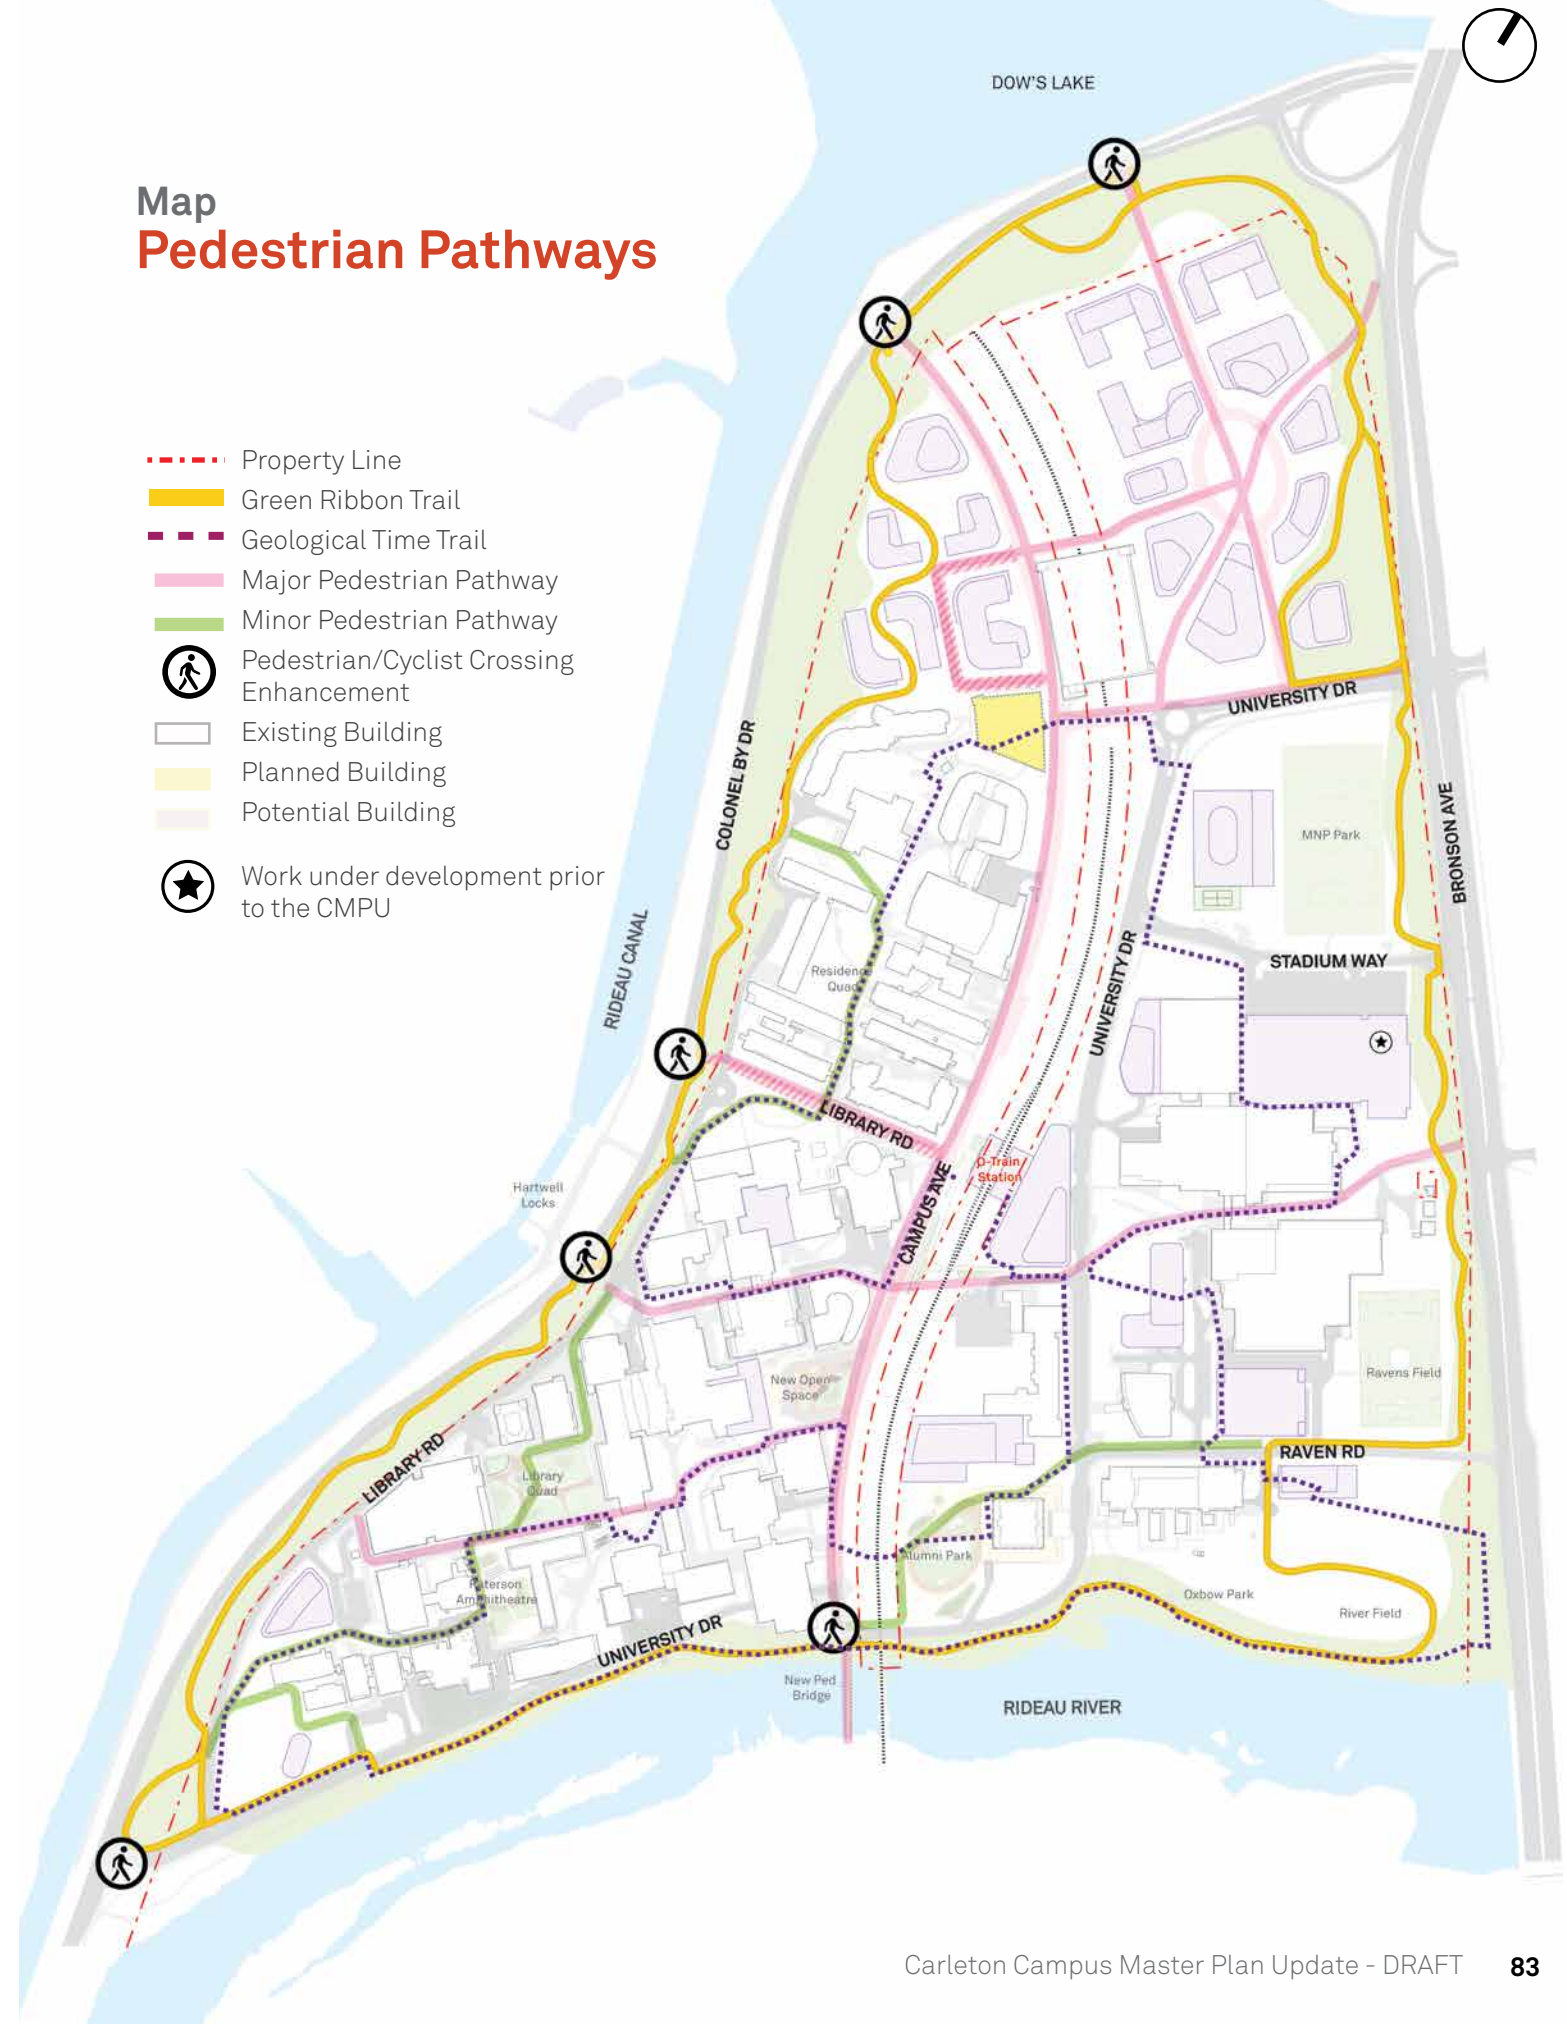 DOW'S LAKE
Map
Pedestrian Pathways
Property Line
Green Ribbon Trail
Geological Time Trail
Major Pedestrian Pathway
Minor Pedestrian Pathway
Pedestrian/Cyclist Crossing
Enhancement
Existing Building
Planned Building
Potential Building
Work under development prior
to the CMPU
UNIVERSITY DR
COLONEL BY DR
MNP Park
BRONSON AVE
RIDEAU CANAL
Residence
Quad
STADIUM WAY
UNIVERSITY DR
LIBRARY RD
O-Train
Station
CAMPUS AVE
Hartwell
Locks
New Open
Space
Ravens Field
LIBRARY RD
RAVEN RD
Library
Quad
Alumni Park
Paterson
Amphitheatre
Oxbow Park
River Field
UNIVERSITY DR
New Ped
Bridge
RIDEAU RIVER
Carleton Campus Master Plan Update - DRAFT 83